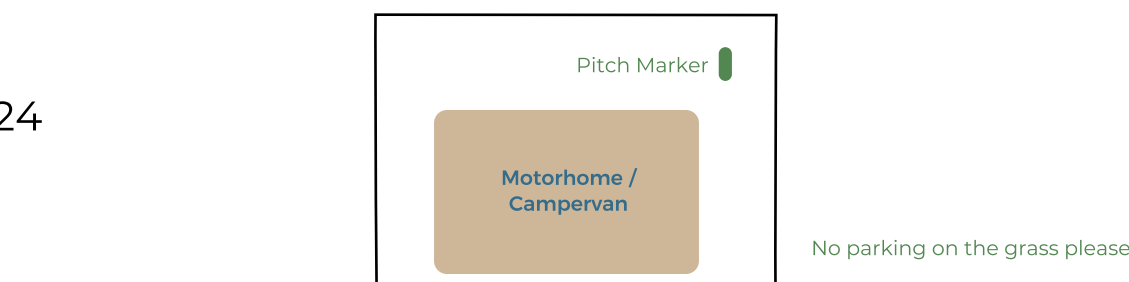 Pitch Marker
24
Motorhome /
Campervan
No parking on the grass please